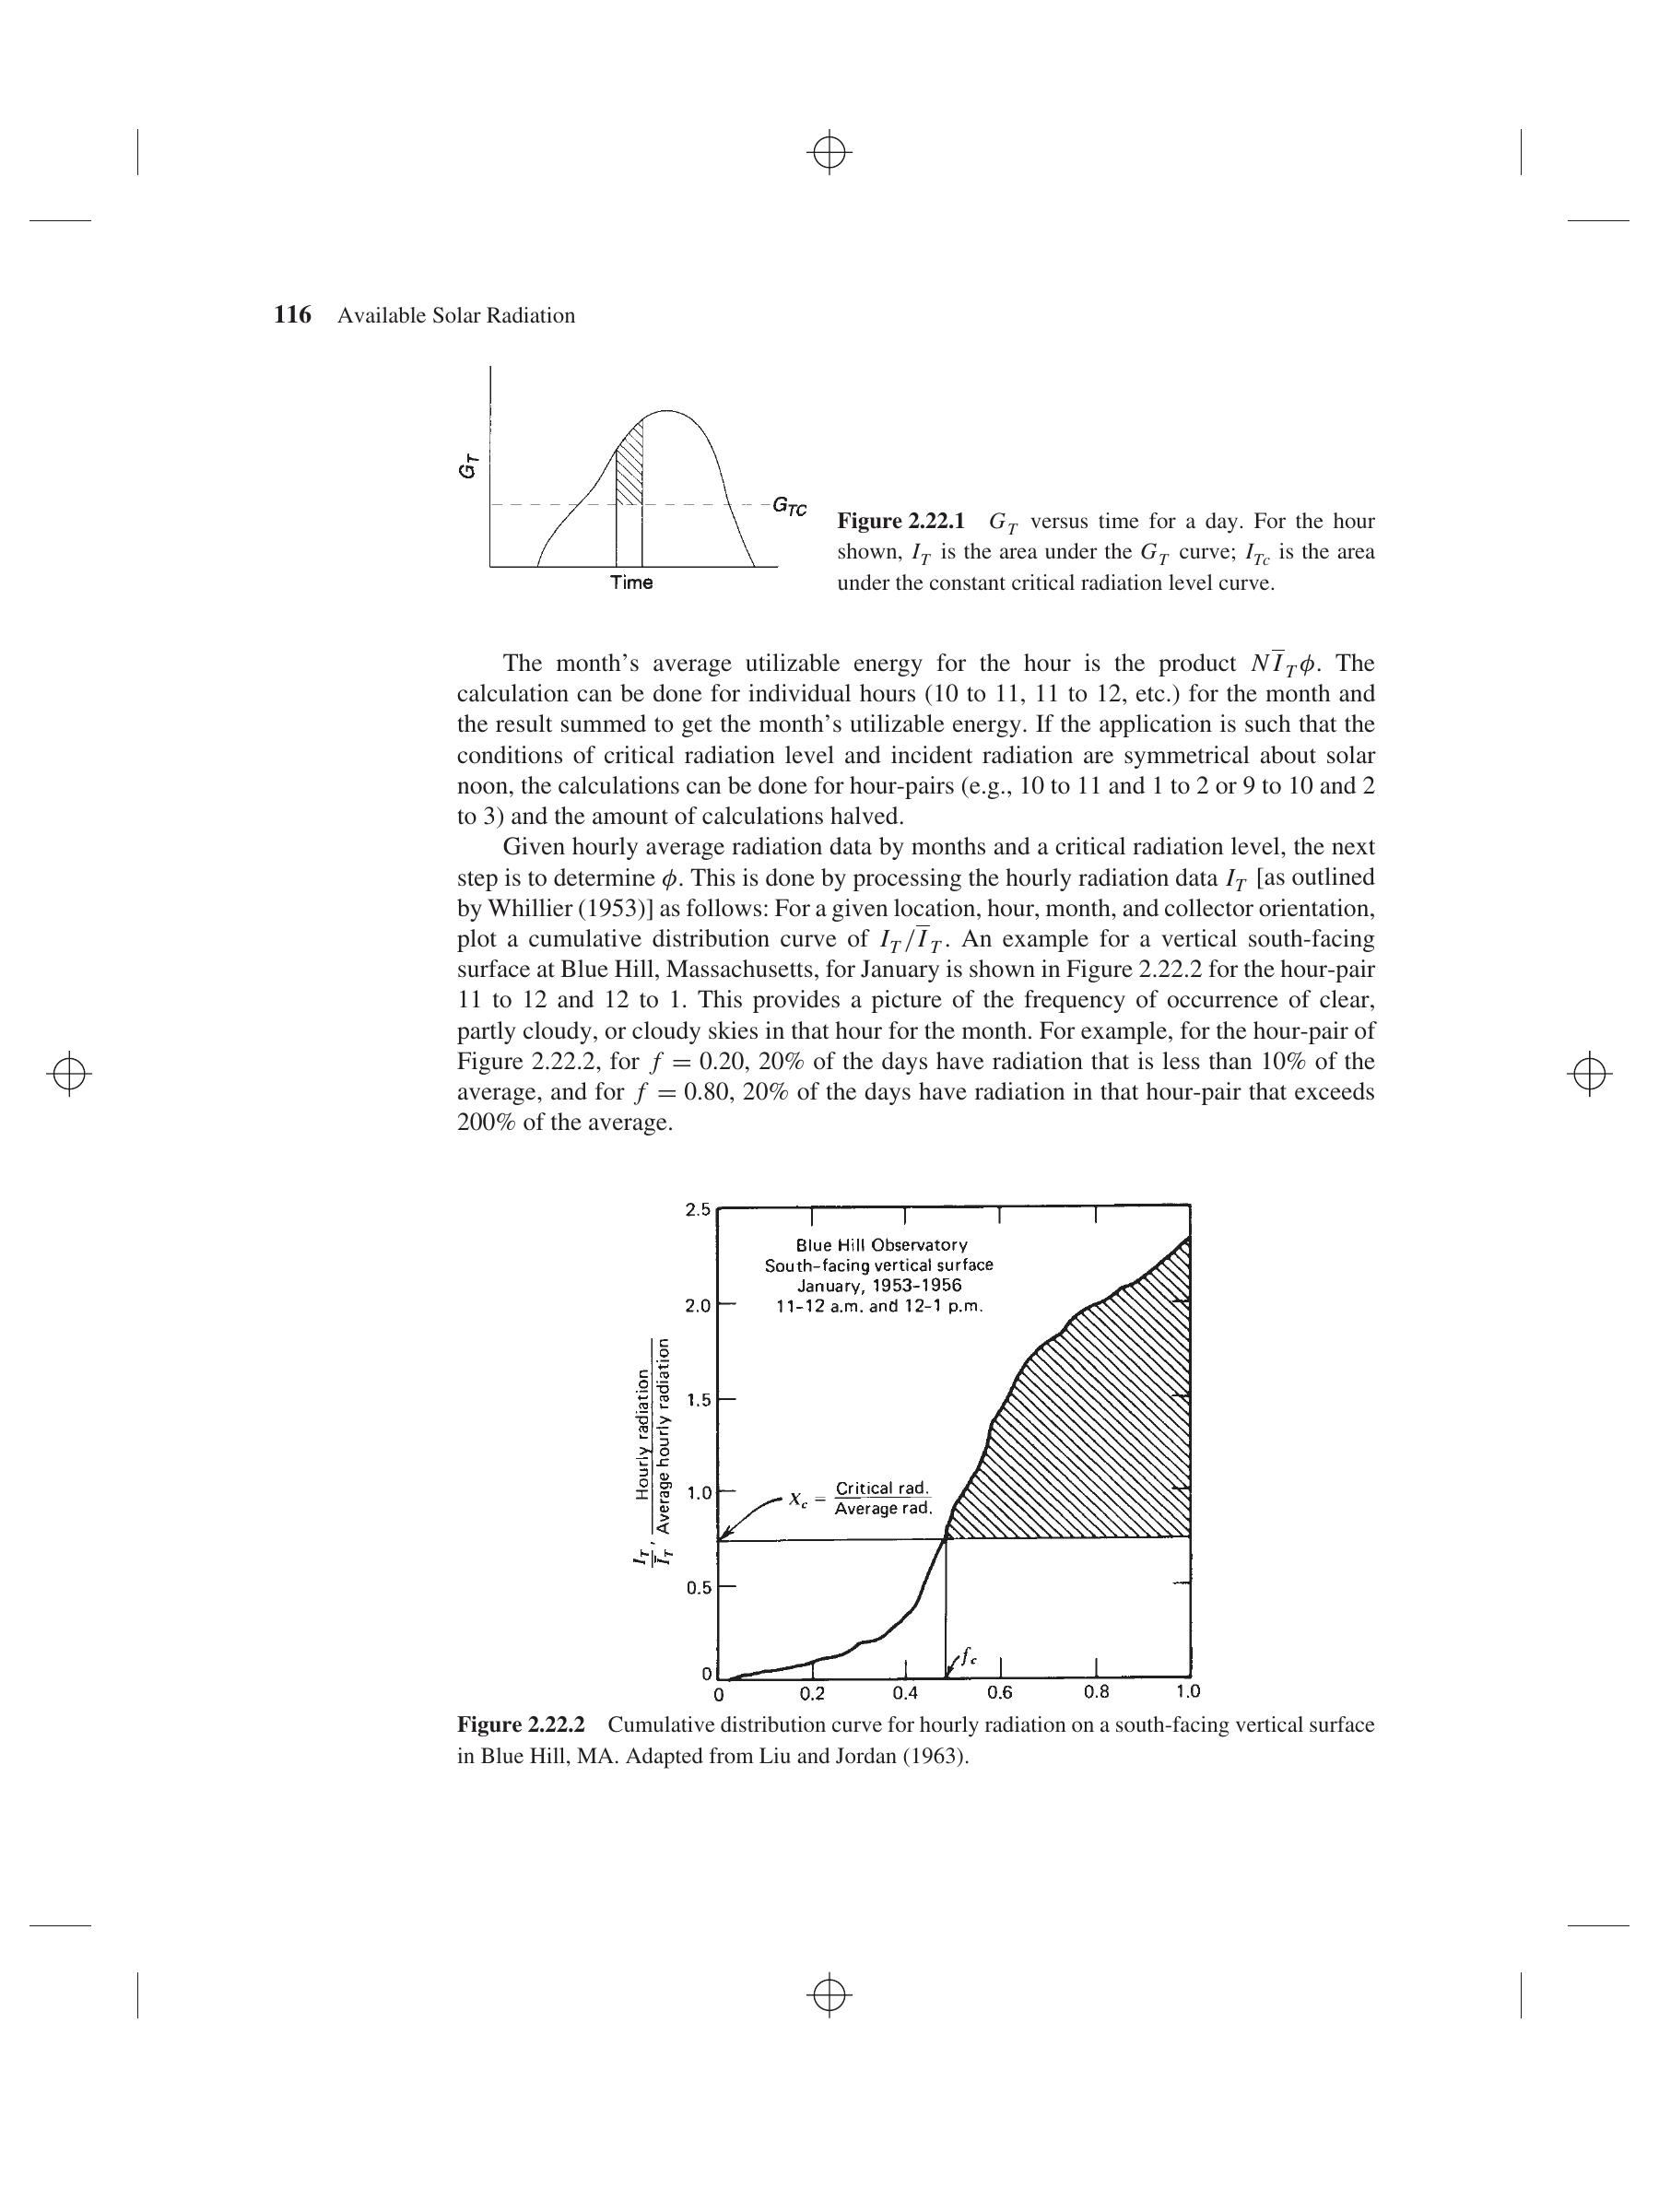 116 Available Solar Radiation
G_T
G_TC
Time
Figure 2.22.1 G_T versus time for a day. For the hour
shown, I_T is the area under the G_T curve; I_Tc is the area
under the constant critical radiation level curve.
The month’s average utilizable energy for the hour is the product NI̅_Tϕ. The
calculation can be done for individual hours (10 to 11, 11 to 12, etc.) for the month and
the result summed to get the month’s utilizable energy. If the application is such that the
conditions of critical radiation level and incident radiation are symmetrical about solar
noon, the calculations can be done for hour-pairs (e.g., 10 to 11 and 1 to 2 or 9 to 10 and 2
to 3) and the amount of calculations halved.
Given hourly average radiation data by months and a critical radiation level, the next
step is to determine ϕ. This is done by processing the hourly radiation data I_T [as outlined
by Whillier (1953)] as follows: For a given location, hour, month, and collector orientation,
plot a cumulative distribution curve of I_T/I̅_T. An example for a vertical south-facing
surface at Blue Hill, Massachusetts, for January is shown in Figure 2.22.2 for the hour-pair
11 to 12 and 12 to 1. This provides a picture of the frequency of occurrence of clear,
partly cloudy, or cloudy skies in that hour for the month. For example, for the hour-pair of
Figure 2.22.2, for f = 0.20, 20% of the days have radiation that is less than 10% of the
average, and for f = 0.80, 20% of the days have radiation in that hour-pair that exceeds
200% of the average.
2.5
Blue Hill Observatory
South-facing vertical surface
January, 1953-1956
2.0
11-12 a.m. and 12-1 p.m.
I_T/I̅_T, Hourly radiation
Average hourly radiation
1.5
1.0
X_c = Critical rad.
Average rad.
0.5
f_c
0
0 0.2 0.4 0.6 0.8 1.0
Figure 2.22.2 Cumulative distribution curve for hourly radiation on a south-facing vertical surface
in Blue Hill, MA. Adapted from Liu and Jordan (1963).